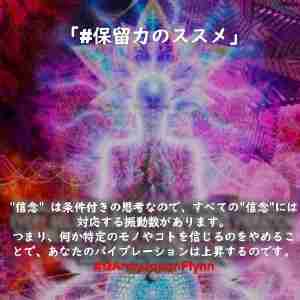 「#保留力のススメ」
"信念" は条件付きの思考なので、すべての"信念"には
対応する振動数があります。
つまり、何か特定のモノやコトを信じるのをやめるこ
とで、あなたのバイブレーションは上昇するのです。